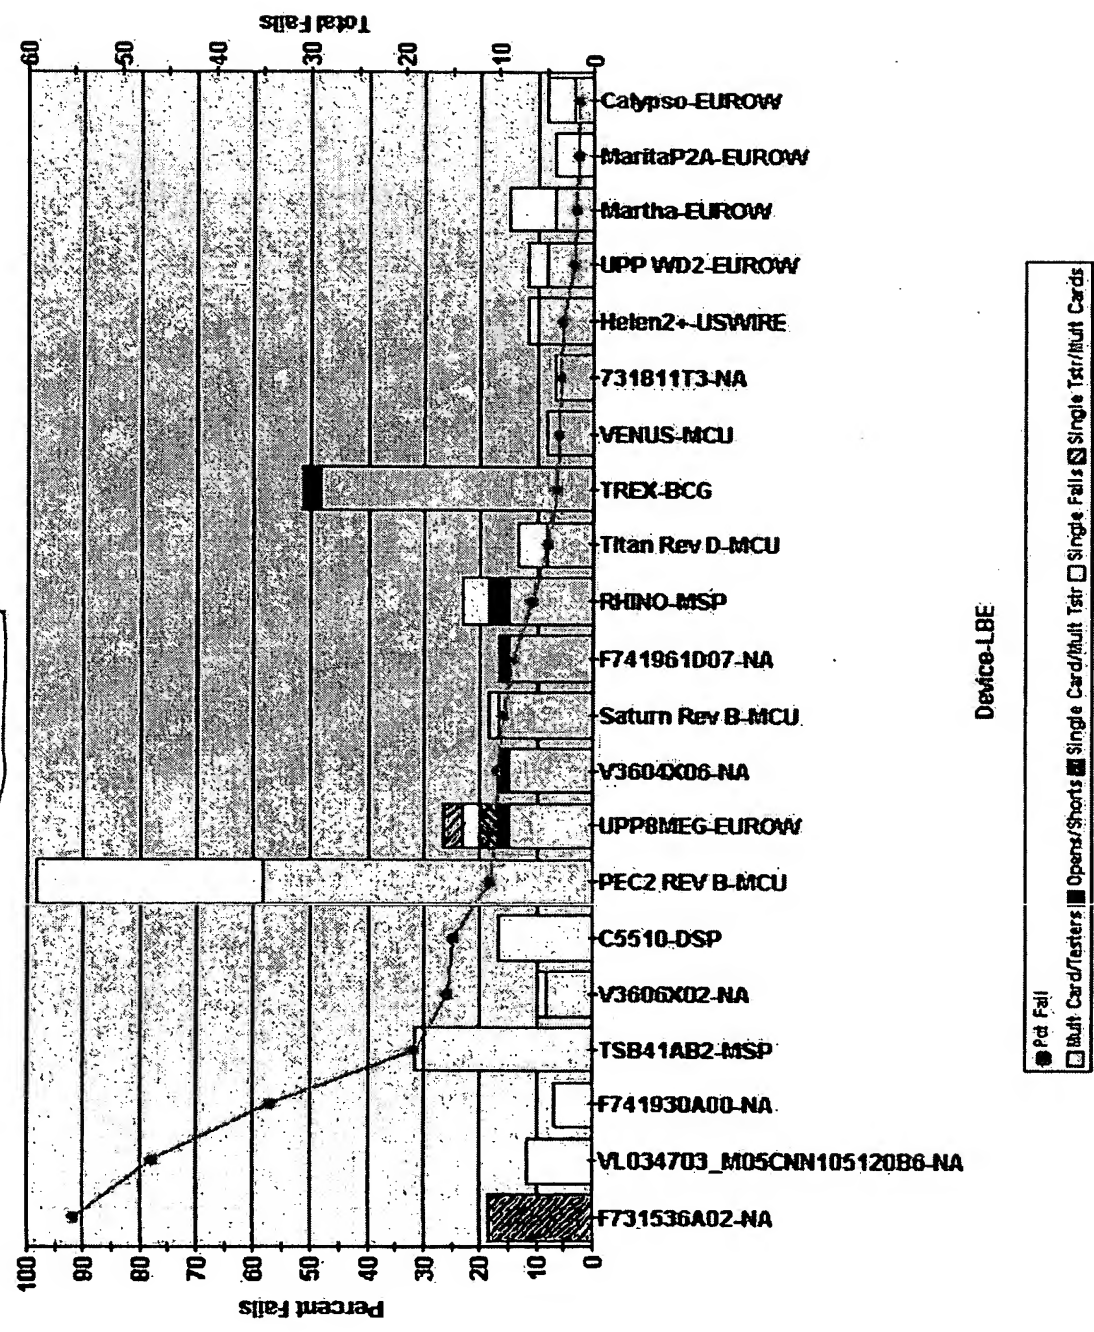 Total Fails
60
50
40
30
20
10
0
Calypso-EUROW
MaritaP2A-EUROW
Martha-EUROW
UPP WD2-EUROW
Helen2+-USWIRE
731811T3-NA
VENUS-MCU
TREX-BCG
Titan Rev D-MCU
RHINO-MSP
F741961D07-NA
Saturn Rev B-MCU
V3604X06-NA
UPP8MEG-EUROW
PEC2 REV B-MCU
C5510-DSP
V3606X02-NA
TSB41AB2-MSP
F741930A00-NA
VL034703_M05CNN105120B6-NA
F731536A02-NA
100
90
80
70
60
50
40
30
20
10
0
Percent Fails
Device-LBE
Pct Fail
Mult Card/Testers Opens/Shorts Single Card/Mult Tstr Single Fails Single Tstr/Mult Cards